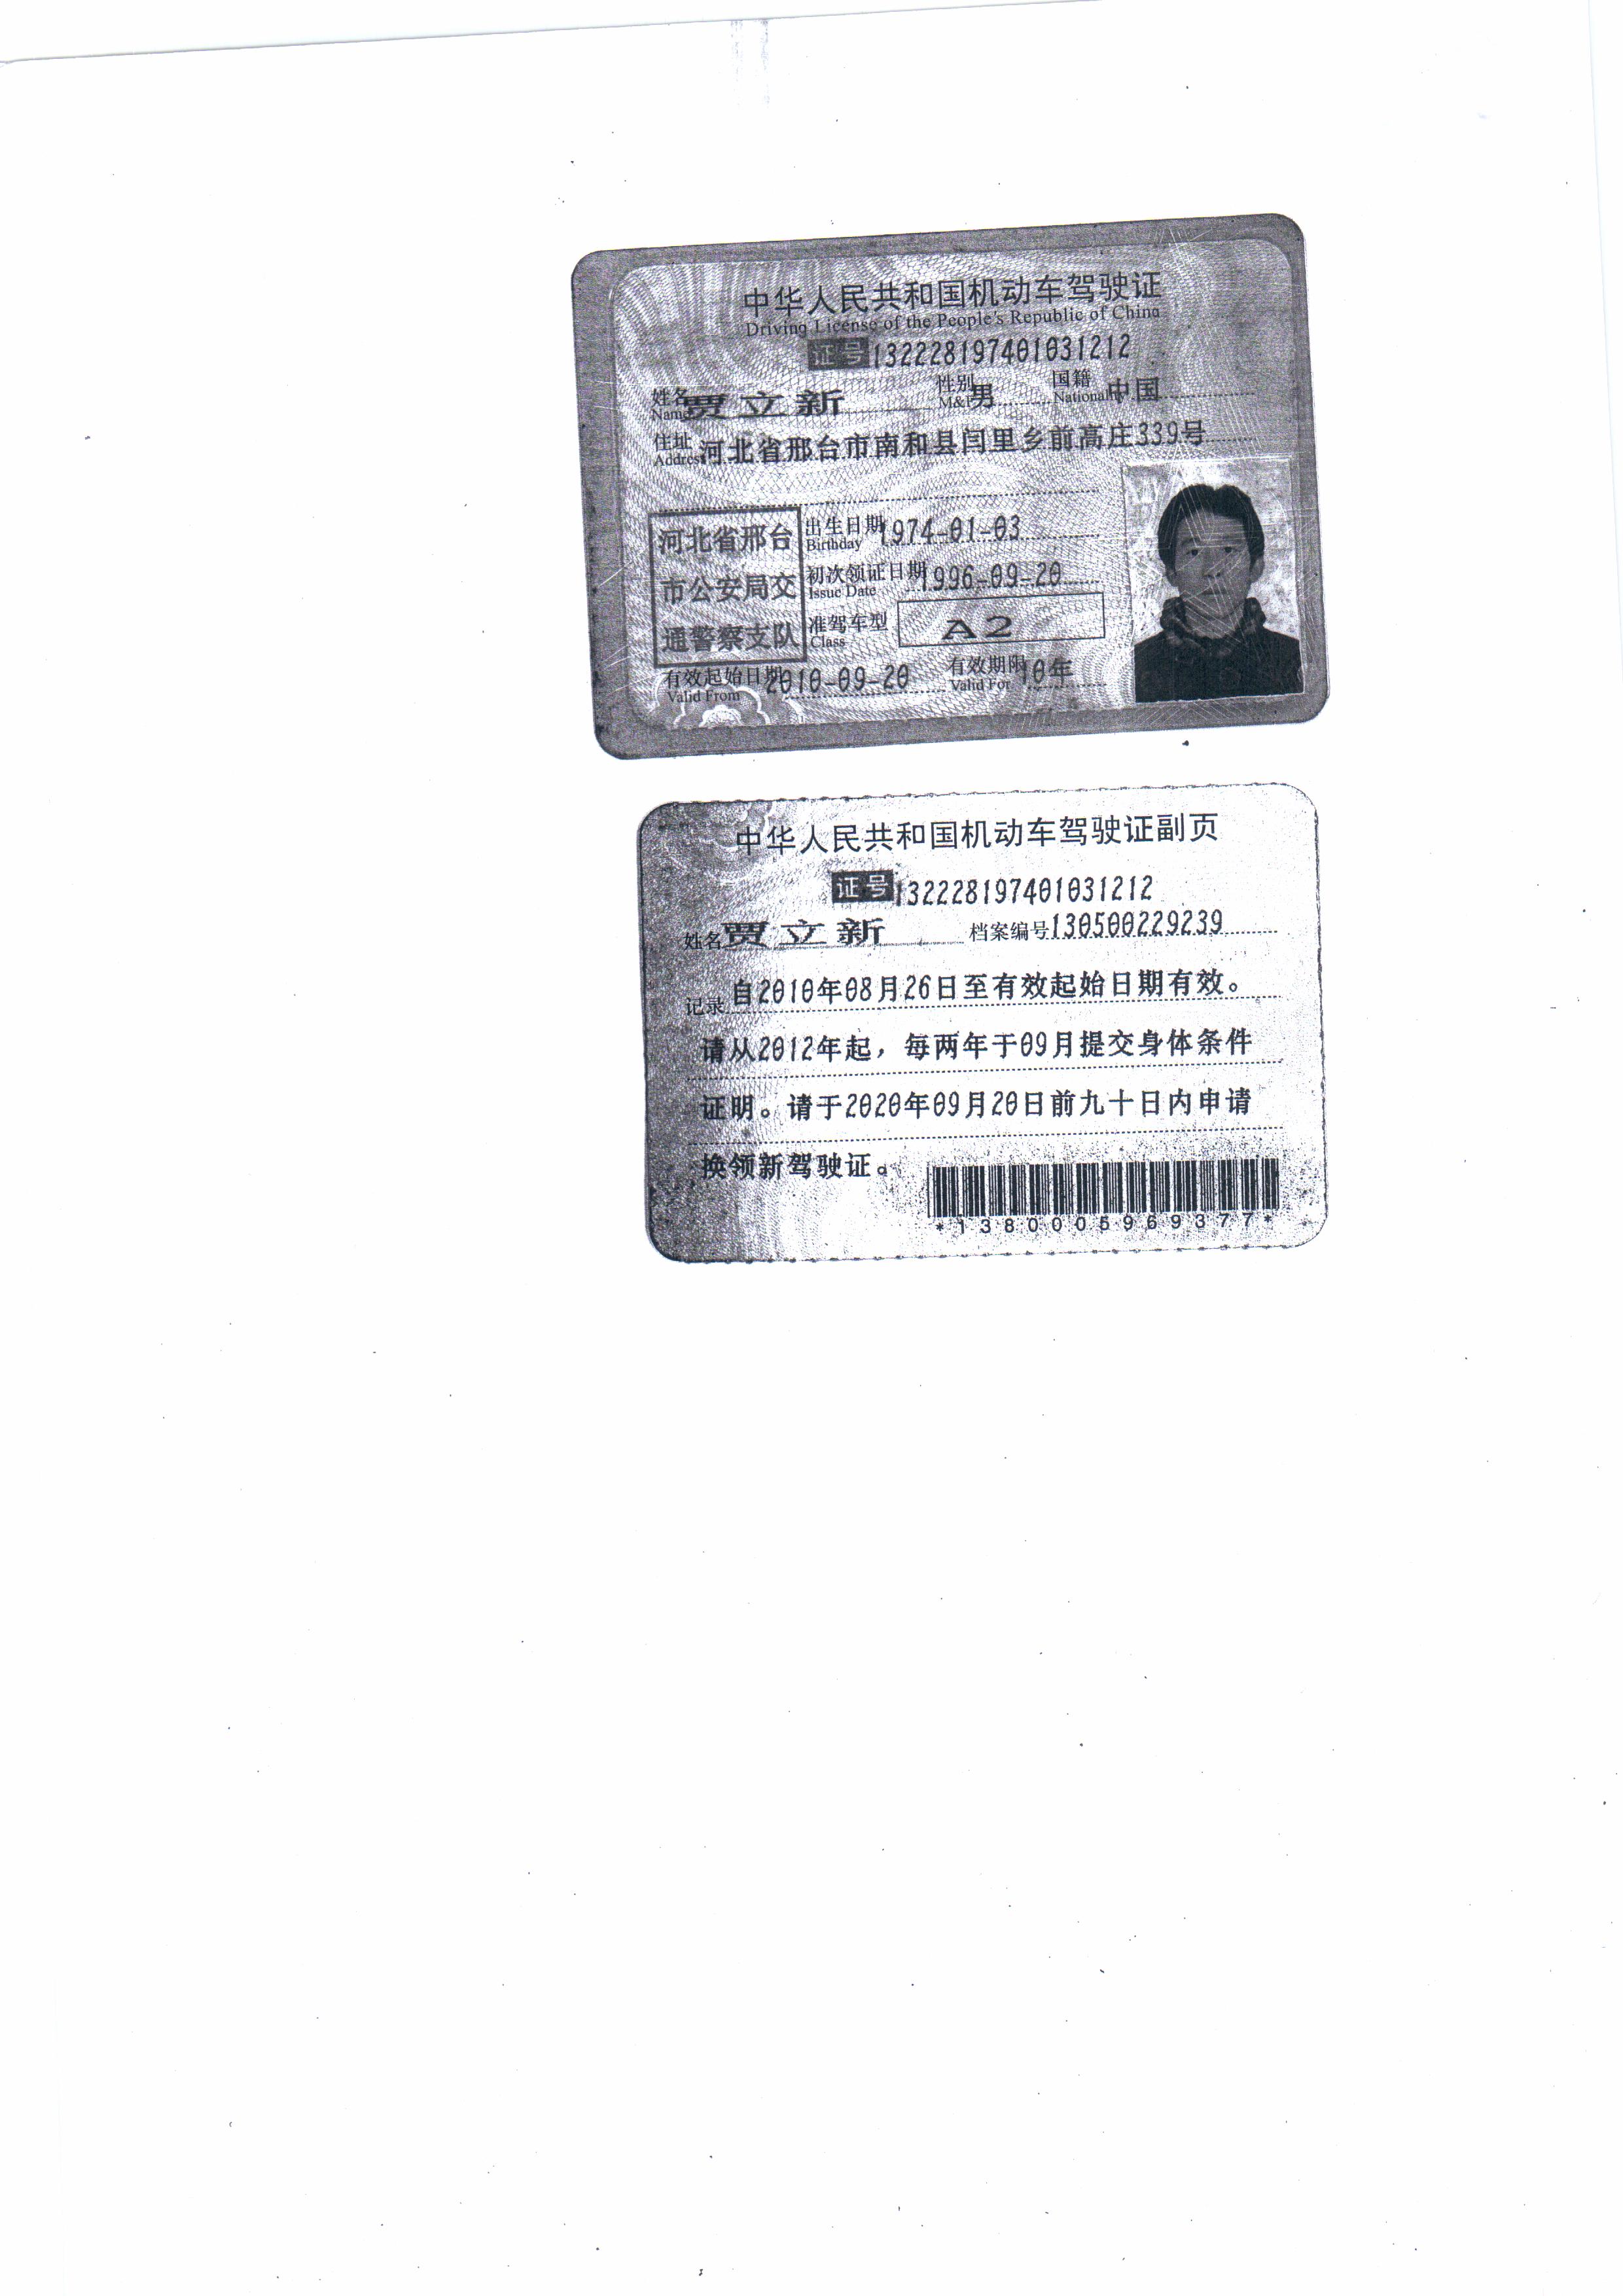 中华人民共和国机动车驾驶证
Driving License of the People's Republic of China
证号 132228197401031212
姓名 Name 贾立新 性别 M&F 男 国籍 Nationality 中国
住址 Address 河北省邢台市南和县闫里乡前高庄339号
河北省邢台
市公安局交
通警察支队
出生日期 Birthday 1974-01-03
初次领证日期 Issue Date 1996-09-20
准驾车型 Class A2
有效起始日期 Valid From 2010-09-20 有效期限 Valid For 10年
中华人民共和国机动车驾驶证副页
证号 132228197401031212
姓名 贾立新 档案编号 130500229239
记录 自2010年08月26日至有效起始日期有效。
请从2012年起，每两年于09月提交身体条件
证明。请于2020年09月20日前九十日内申请
换领新驾驶证。
*1380005969377*